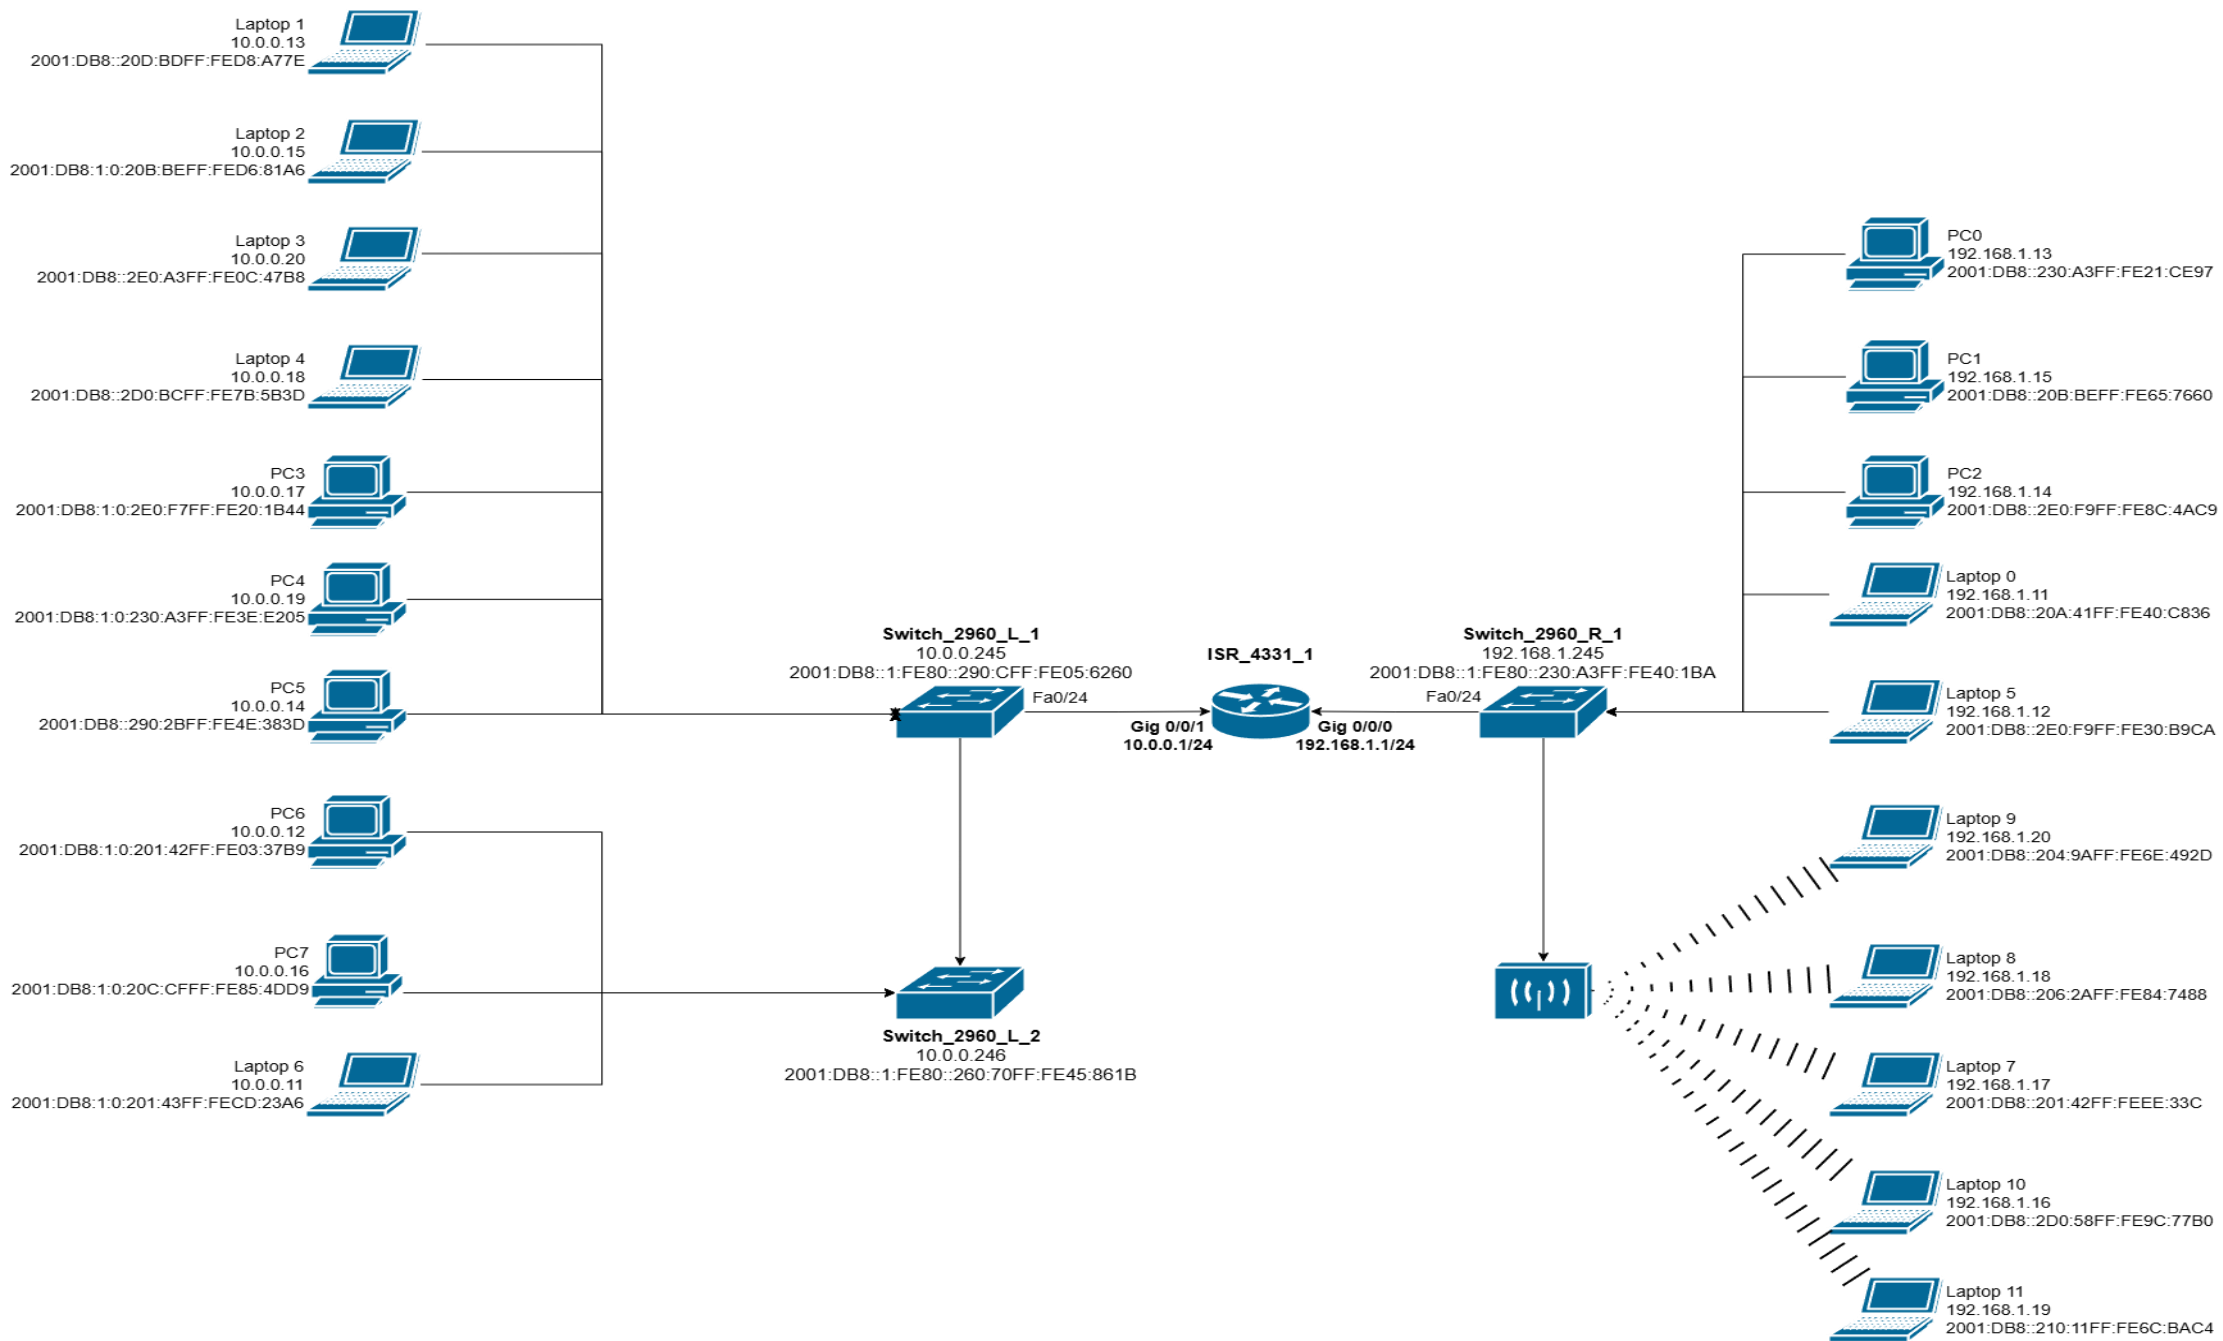 Laptop 1
10.0.0.13
2001:DB8::20D:BDFF:FED8:A77E
Laptop 2
10.0.0.15
2001:DB8:1:0:20B:BEFF:FED6:81A6
Laptop 3
10.0.0.20
2001:DB8::2E0:A3FF:FE0C:47B8
Laptop 4
10.0.0.18
2001:DB8::2D0:BCFF:FE7B:5B3D
PC3
10.0.0.17
2001:DB8:1:0:2E0:F7FF:FE20:1B44
PC4
10.0.0.19
2001:DB8:1:0:230:A3FF:FE3E:E205
PC5
10.0.0.14
2001:DB8::290:2BFF:FE4E:383D
PC6
10.0.0.12
2001:DB8:1:0:201:42FF:FE03:37B9
PC7
10.0.0.16
2001:DB8:1:0:20C:CFFF:FE85:4DD9
Laptop 6
10.0.0.11
2001:DB8:1:0:201:43FF:FECD:23A6
Switch_2960_L_1
10.0.0.245
2001:DB8::1:FE80::290:CFF:FE05:6260
Fa0/24
Switch_2960_L_2
10.0.0.246
2001:DB8::1:FE80::260:70FF:FE45:861B
ISR_4331_1
Gig 0/0/1
10.0.0.1/24
Gig 0/0/0
192.168.1.1/24
Switch_2960_R_1
192.168.1.245
2001:DB8::1:FE80::230:A3FF:FE40:1BA
Fa0/24
PC0
192.168.1.13
2001:DB8::230:A3FF:FE21:CE97
PC1
192.168.1.15
2001:DB8::20B:BEFF:FE65:7660
PC2
192.168.1.14
2001:DB8::2E0:F9FF:FE8C:4AC9
Laptop 0
192.168.1.11
2001:DB8::20A:41FF:FE40:C836
Laptop 5
192.168.1.12
2001:DB8::2E0:F9FF:FE30:B9CA
Laptop 9
192.168.1.20
2001:DB8::204:9AFF:FE6E:492D
Laptop 8
192.168.1.18
2001:DB8::206:2AFF:FE84:7488
Laptop 7
192.168.1.17
2001:DB8::201:42FF:FEEE:33C
Laptop 10
192.168.1.16
2001:DB8::2D0:58FF:FE9C:77B0
Laptop 11
192.168.1.19
2001:DB8::210:11FF:FE6C:BAC4